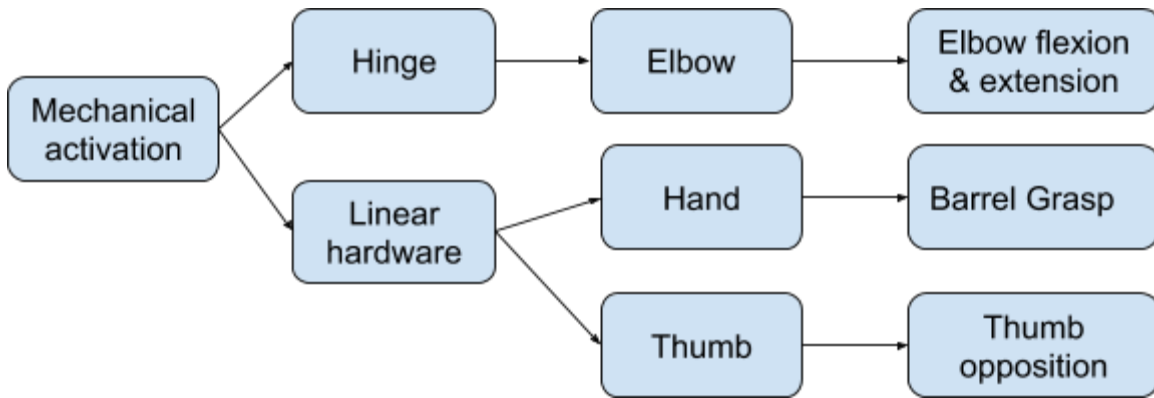 Mechanical
activation
Hinge
Elbow
Elbow flexion
& extension
Linear
hardware
Hand
Barrel Grasp
Thumb
Thumb
opposition